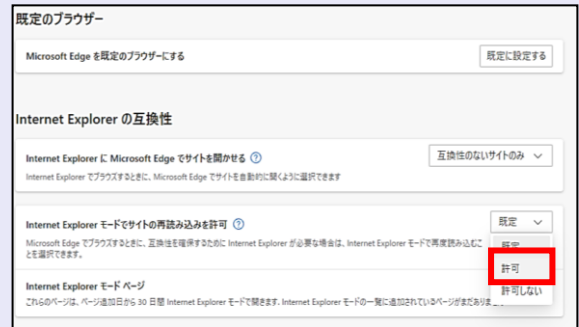 既定のブラウザー
Microsoft Edge を既定のブラウザーにする
既定に設定する
Internet Explorer の互換性
Internet Explorer に Microsoft Edge でサイトを開かせる ?
互換性のないサイトのみ
Internet Explorer でブラウズするときに、Microsoft Edge でサイトを自動的に開くように選択できます
Internet Explorer モードでサイトの再読み込みを許可 ?
既定
Microsoft Edge でブラウズするときに、互換性を確保するために Internet Explorer が必要な場合は、Internet Explorer モードで再度読み込むこ
とを選択できます。
既定
許可
許可しない
Internet Explorer モード ページ
これらのページは、ページ追加日から 30 日間 Internet Explorer モードで開きます. Internet Explorer モードの一覧に追加されているページがまだありま